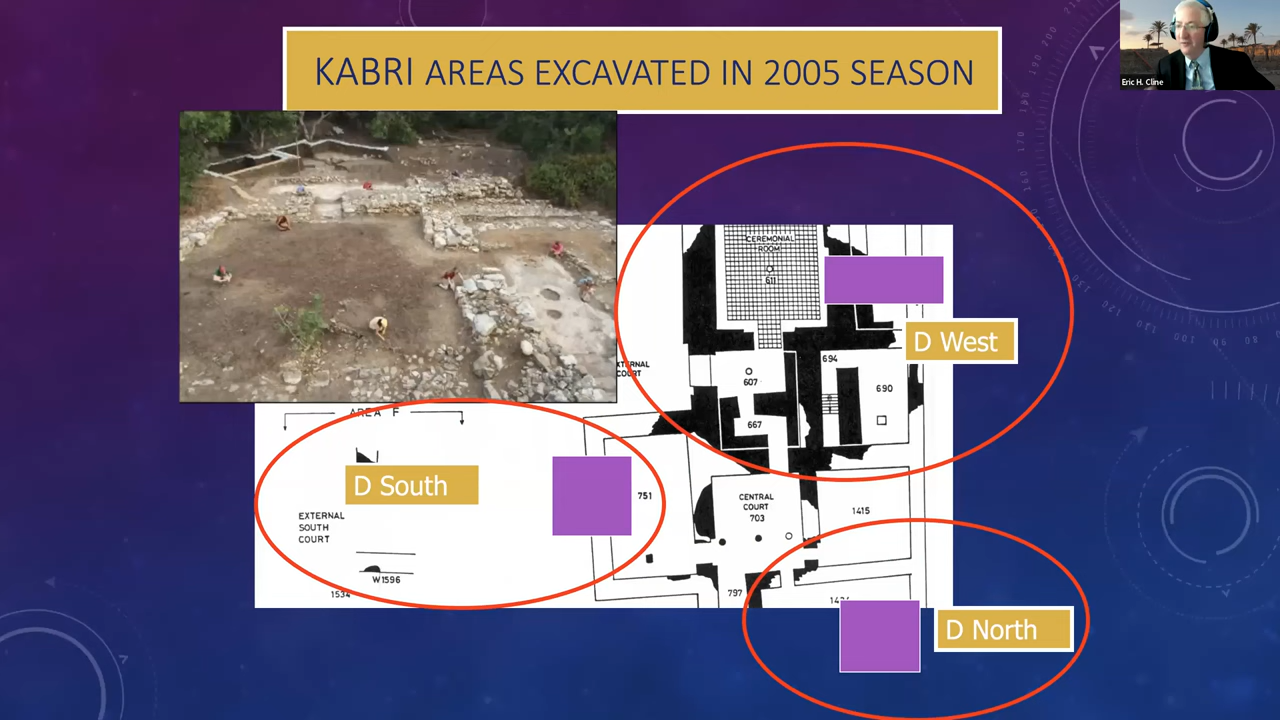 KABRI AREAS EXCAVATED IN 2005 SEASON
Eric H. Cline
CEREMONIAL
ROOM
611
D West
694
XTERNAL
COURT
607
690
667
AREA F
D South
751
CENTRAL
COURT
703
1415
EXTERNAL
SOUTH
COURT
W1596
1534
797
D North